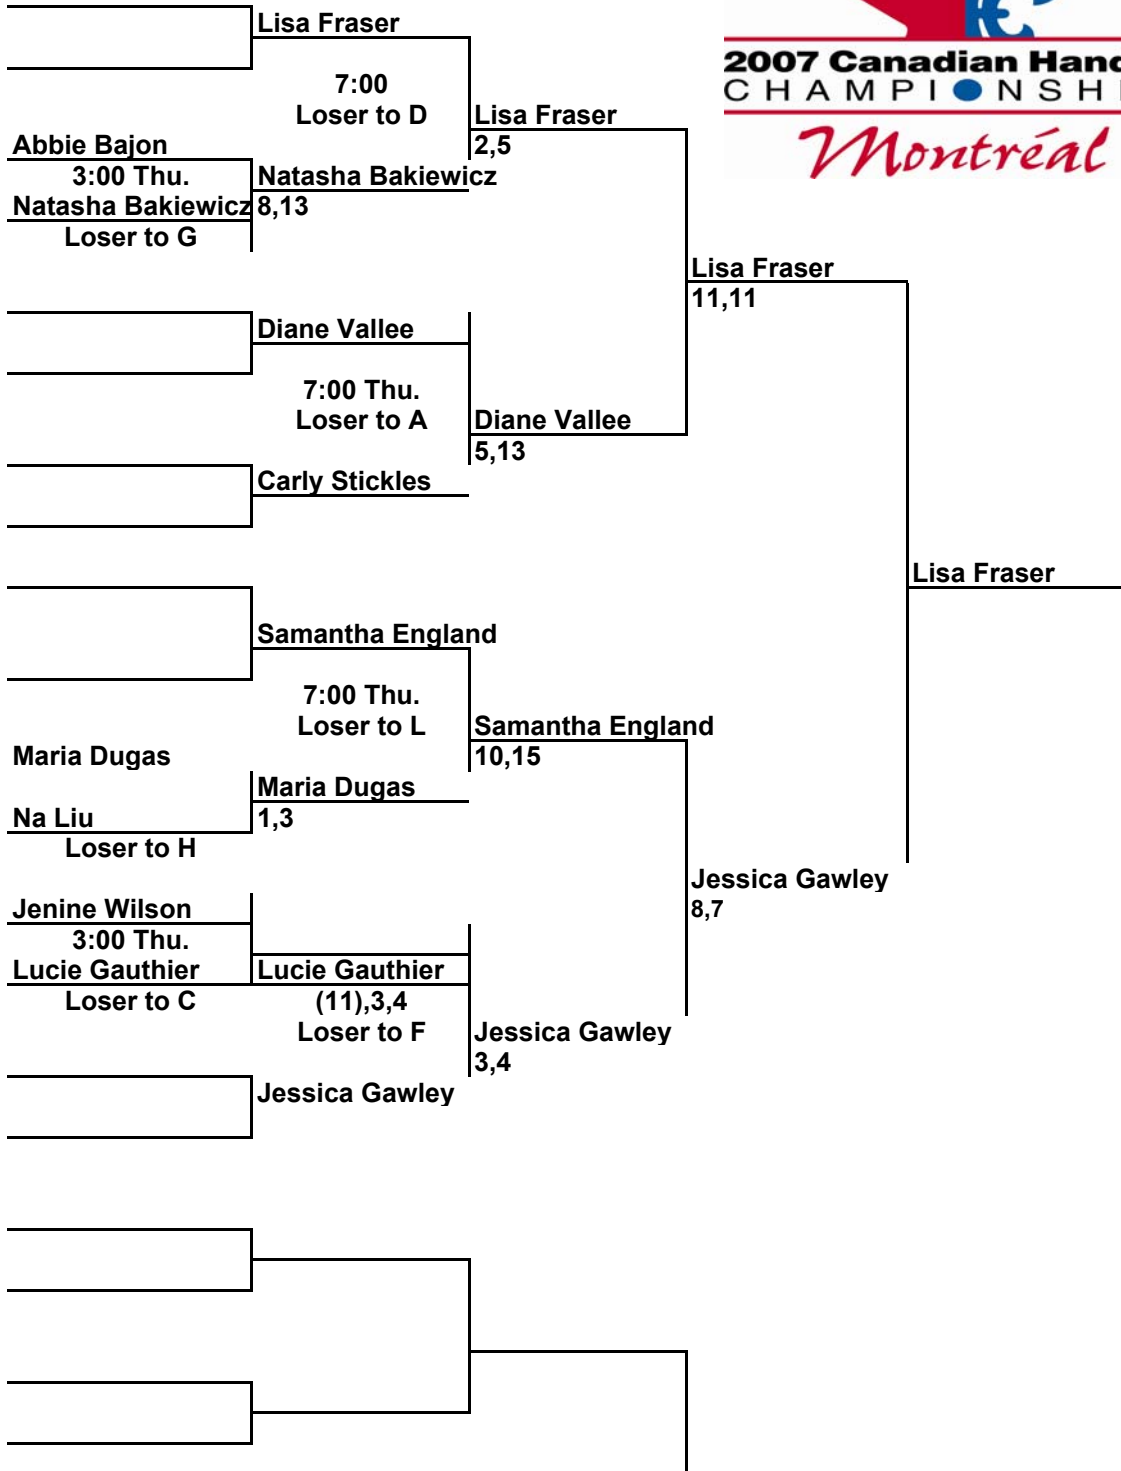 Lisa Fraser
2007 Canadian Hand
CHAMPIONSHI
Montréal
7:00
Loser to D
Lisa Fraser
2,5
Abbie Bajon
3:00 Thu.
Natasha Bakiewicz
Natasha Bakiewicz
8,13
Loser to G
Lisa Fraser
11,11
Diane Vallee
7:00 Thu.
Loser to A
Diane Vallee
5,13
Carly Stickles
Lisa Fraser
Samantha England
7:00 Thu.
Loser to L
Samantha England
10,15
Maria Dugas
Maria Dugas
Na Liu
1,3
Loser to H
Jessica Gawley
8,7
Jenine Wilson
3:00 Thu.
Lucie Gauthier
Lucie Gauthier
Loser to C
(11),3,4
Loser to F
Jessica Gawley
3,4
Jessica Gawley